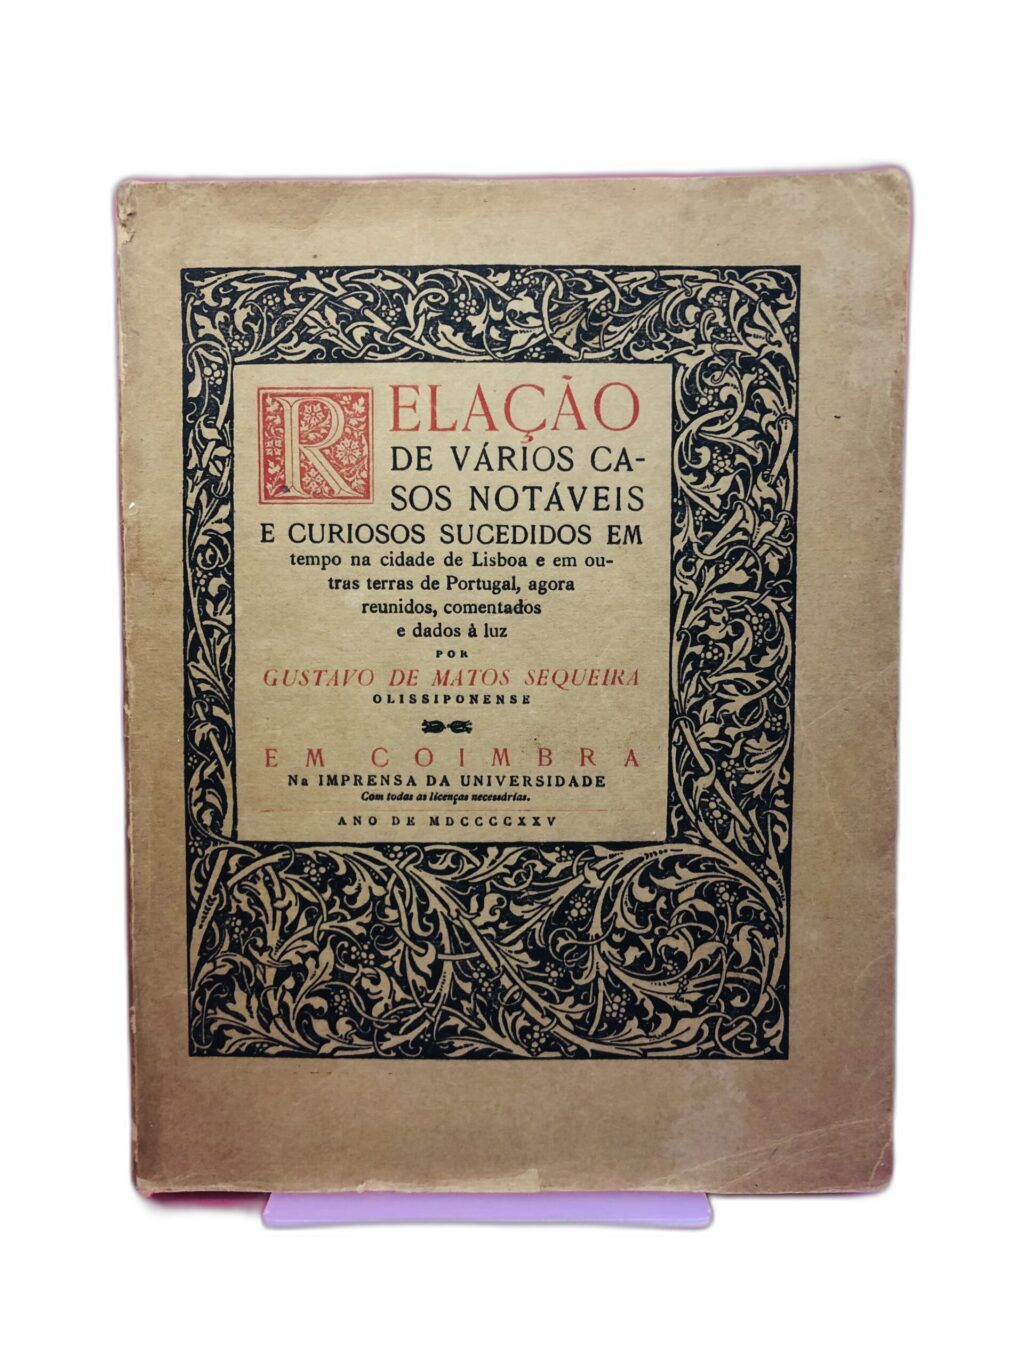 RELAÇÃO
DE VÁRIOS CA-
SOS NOTÁVEIS
E CURIOSOS SUCEDIDOS EM
tempo na cidade de Lisboa e em ou-
tras terras de Portugal, agora
reunidos, comentados
e dados à luz
POR
GUSTAVO DE MATOS SEQUEIRA
OLISSIPONENSE
EM COIMBRA
Na IMPRENSA DA UNIVERSIDADE
Com todas as licenças necessárias.
ANO DE MDCCCCXXV